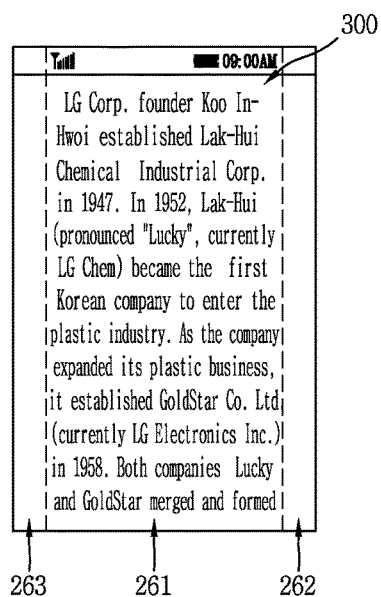 300
09:00AM
LG Corp. founder Koo In-
Hwoi established Lak-Hui
Chemical Industrial Corp.
in 1947. In 1952, Lak-Hui
(pronounced "Lucky", currently
LG Chem) became the first
Korean company to enter the
plastic industry. As the company
expanded its plastic business,
it established GoldStar Co. Ltd
(currently LG Electronics Inc.)
in 1958. Both companies Lucky
and GoldStar merged and formed
263 261 262